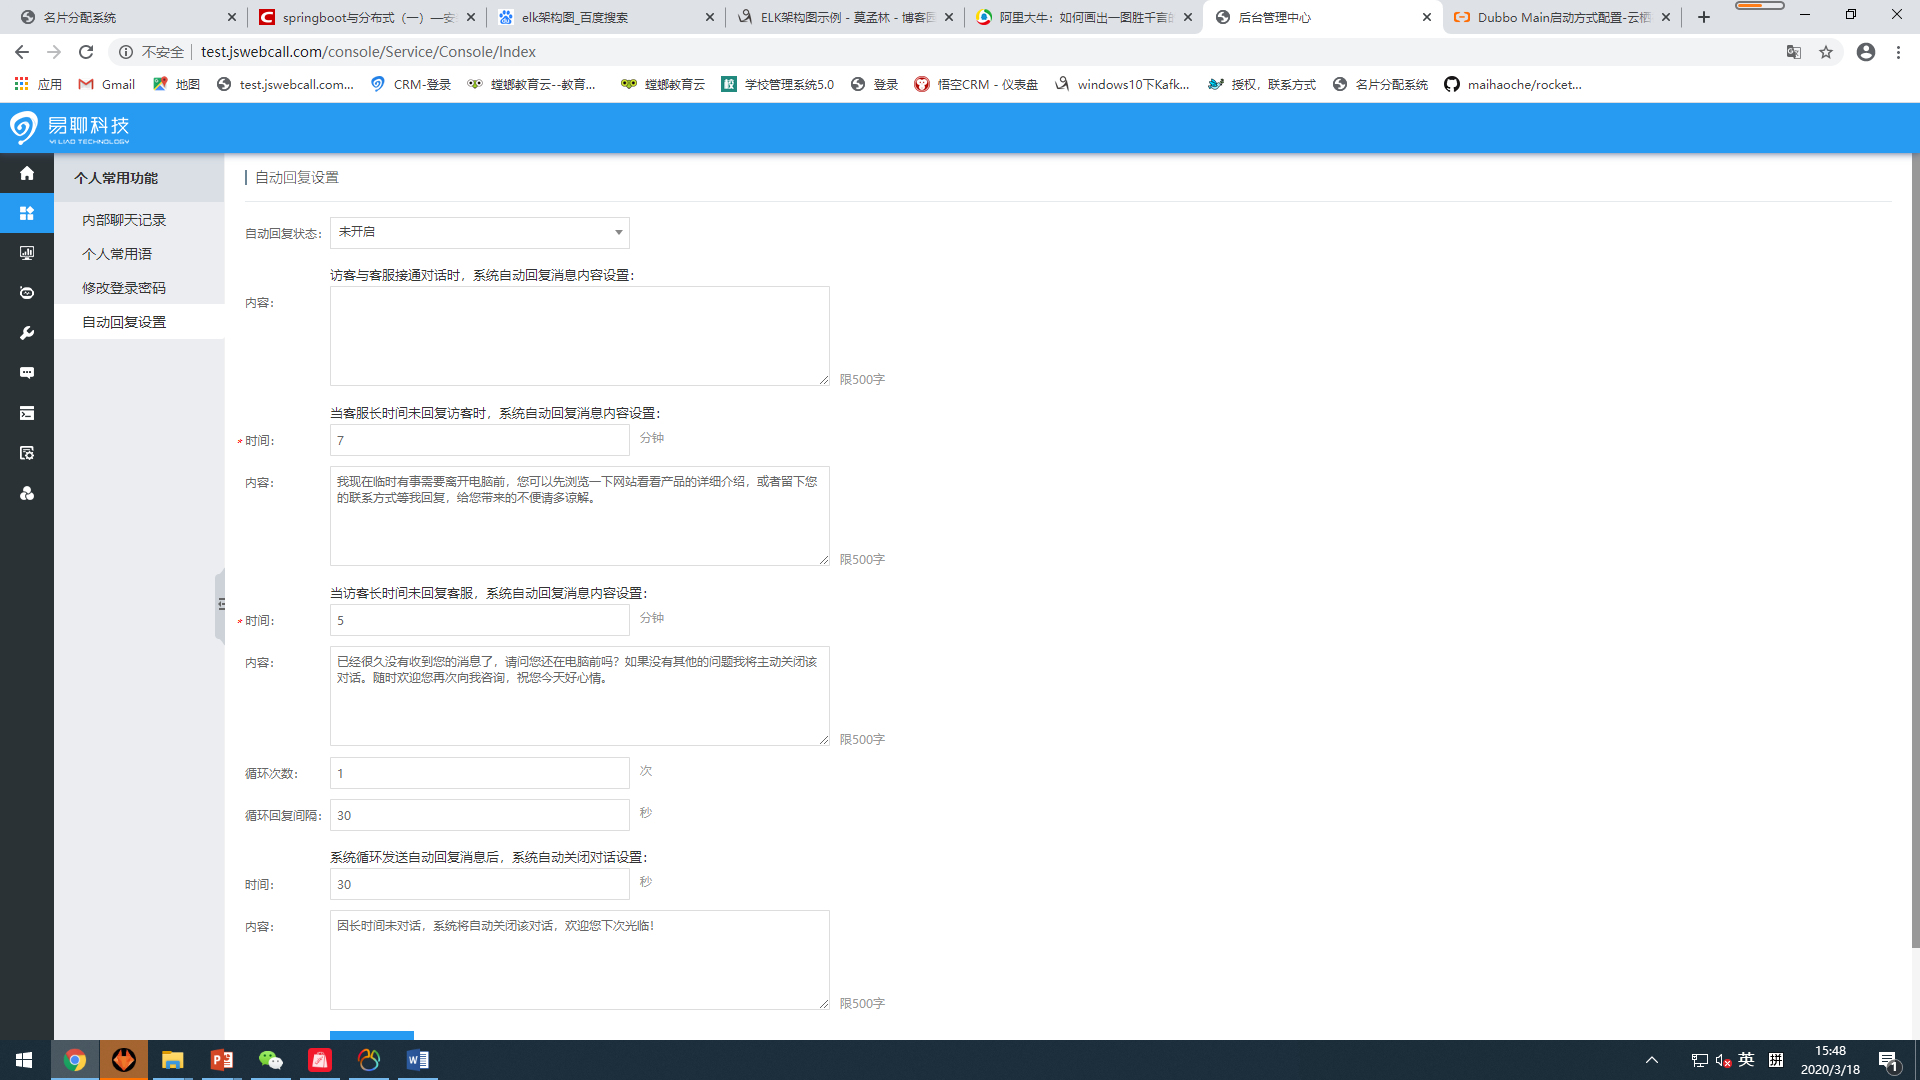 名片分配系统
springboot与分布式（一）—安
elk架构图_百度搜索
ELK架构图示例 - 莫孟林 - 博客园
阿里大牛：如何画出一图胜千言的
后台管理中心
Dubbo Main启动方式配置-云栖
不安全
test.jswebcall.com/console/Service/Console/Index
应用
Gmail
地图
test.jswebcall.com...
CRM-登录
螳螂教育云--教育...
螳螂教育云
学校管理系统5.0
登录
悟空CRM - 仪表盘
windows10下Kafk...
授权，联系方式
名片分配系统
maihaoche/rocket...
易聊科技
YI LIAO TECHNOLOGY
个人常用功能
内部聊天记录
个人常用语
修改登录密码
自动回复设置
自动回复设置
自动回复状态：
未开启
访客与客服接通对话时，系统自动回复消息内容设置：
内容：
限500字
当客服长时间未回复访客时，系统自动回复消息内容设置：
*时间：
7
分钟
内容：
我现在临时有事需要离开电脑前，您可以先浏览一下网站看看产品的详细介绍，或者留下您
的联系方式等我回复，给您带来的不便请多谅解。
限500字
当访客长时间未回复客服，系统自动回复消息内容设置：
*时间：
5
分钟
内容：
已经很久没有收到您的消息了，请问您还在电脑前吗？如果没有其他的问题我将主动关闭该
对话。随时欢迎您再次向我咨询，祝您今天好心情。
限500字
循环次数：
1
次
循环回复间隔：
30
秒
系统循环发送自动回复消息后，系统自动关闭对话设置：
时间：
30
秒
内容：
因长时间未对话，系统将自动关闭该对话，欢迎您下次光临！
限500字
英
拼
15:48
2020/3/18
1